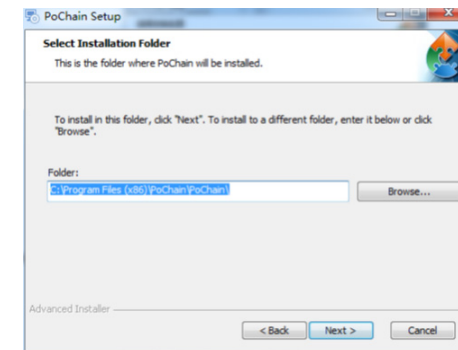 PoChain Setup
Select Installation Folder
This is the folder where PoChain will be installed.
To install in this folder, click "Next". To install to a different folder, enter it below or click
"Browse".
Folder:
C:\Program Files (x86)\PoChain\PoChain\
Browse...
Advanced Installer
< Back
Next >
Cancel